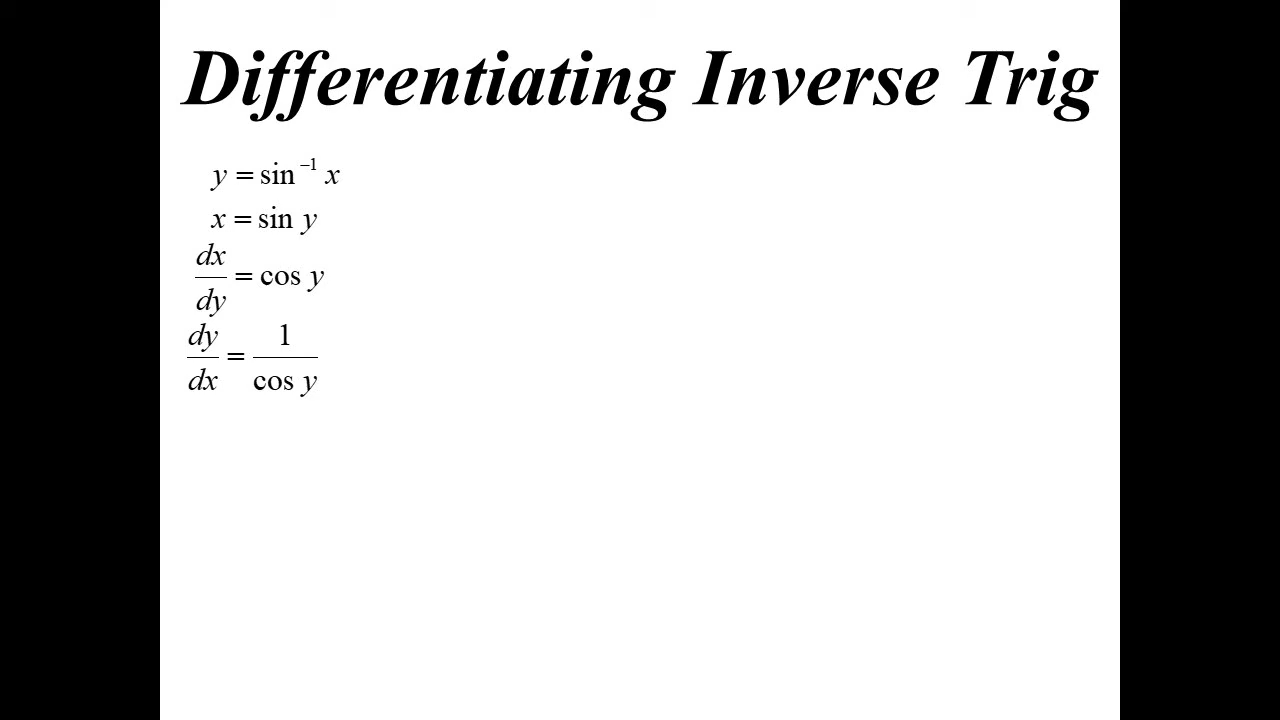 Differentiating Inverse Trig
y = sin⁻¹ x
x = sin y
dx/dy = cos y
dy/dx = 1/cos y